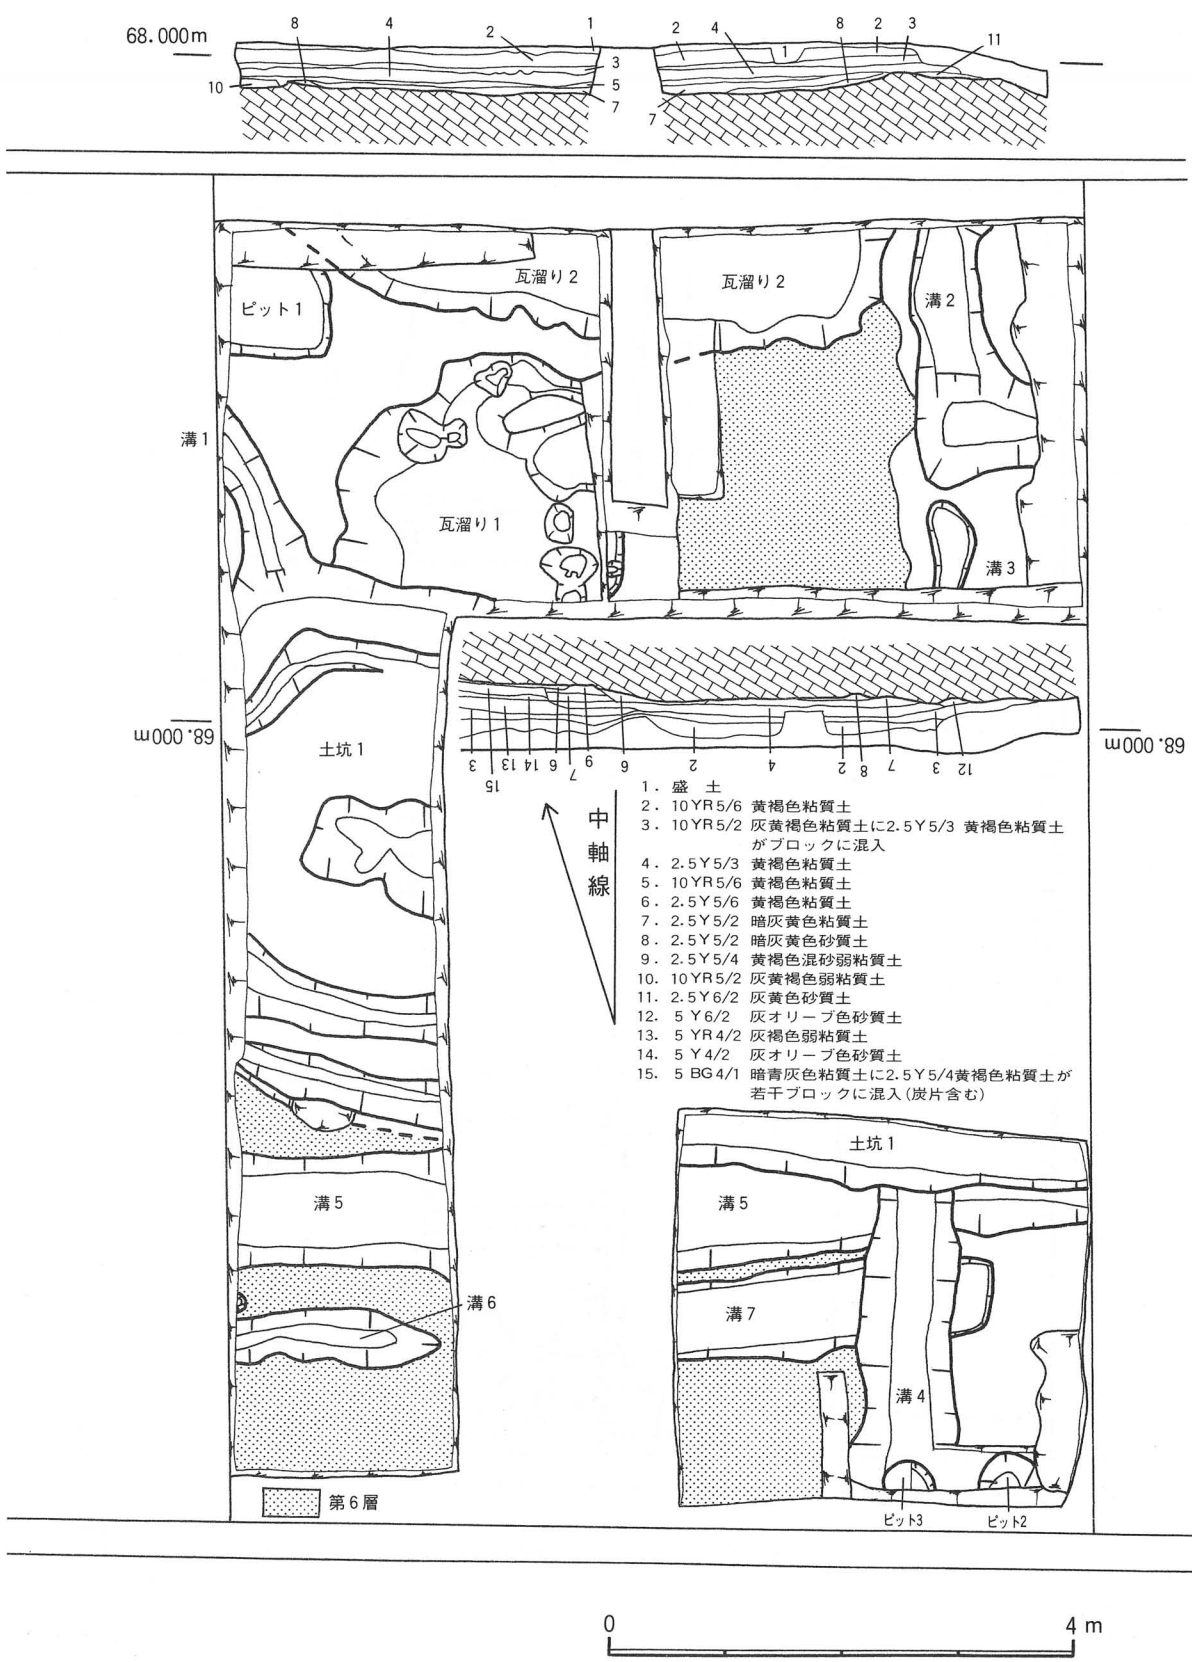 68.000m
8 4 2 1 2 4 8 2 3 11
1
3
10 5
7 7
瓦溜り2
瓦溜り2
ピット1
溝2
溝1
瓦溜り1
溝3
68.000m
68.000m
土坑1
3 15 13 14 6 7 9 6 2 4 2 8 7 3 12
中軸線
1. 盛土
2. 10YR5/6 黄褐色粘質土
3. 10YR5/2 灰黄褐色粘質土に2.5Y5/3 黄褐色粘質土
がブロックに混入
4. 2.5Y5/3 黄褐色粘質土
5. 10YR5/6 黄褐色粘質土
6. 2.5Y5/6 黄褐色粘質土
7. 2.5Y5/2 暗灰黄色粘質土
8. 2.5Y5/2 暗灰黄色砂質土
9. 2.5Y5/4 黄褐色混砂弱粘質土
10. 10YR5/2 灰黄褐色弱粘質土
11. 2.5Y6/2 灰黄色砂質土
12. 5Y6/2 灰オリーブ色砂質土
13. 5YR4/2 灰褐色弱粘質土
14. 5Y4/2 灰オリーブ色砂質土
15. 5BG4/1 暗青灰色粘質土に2.5Y5/4黄褐色粘質土が
若干ブロックに混入(炭片含む)
土坑1
溝5
溝5
溝6
溝7
溝4
第6層
ピット3
ピット2
0 4m